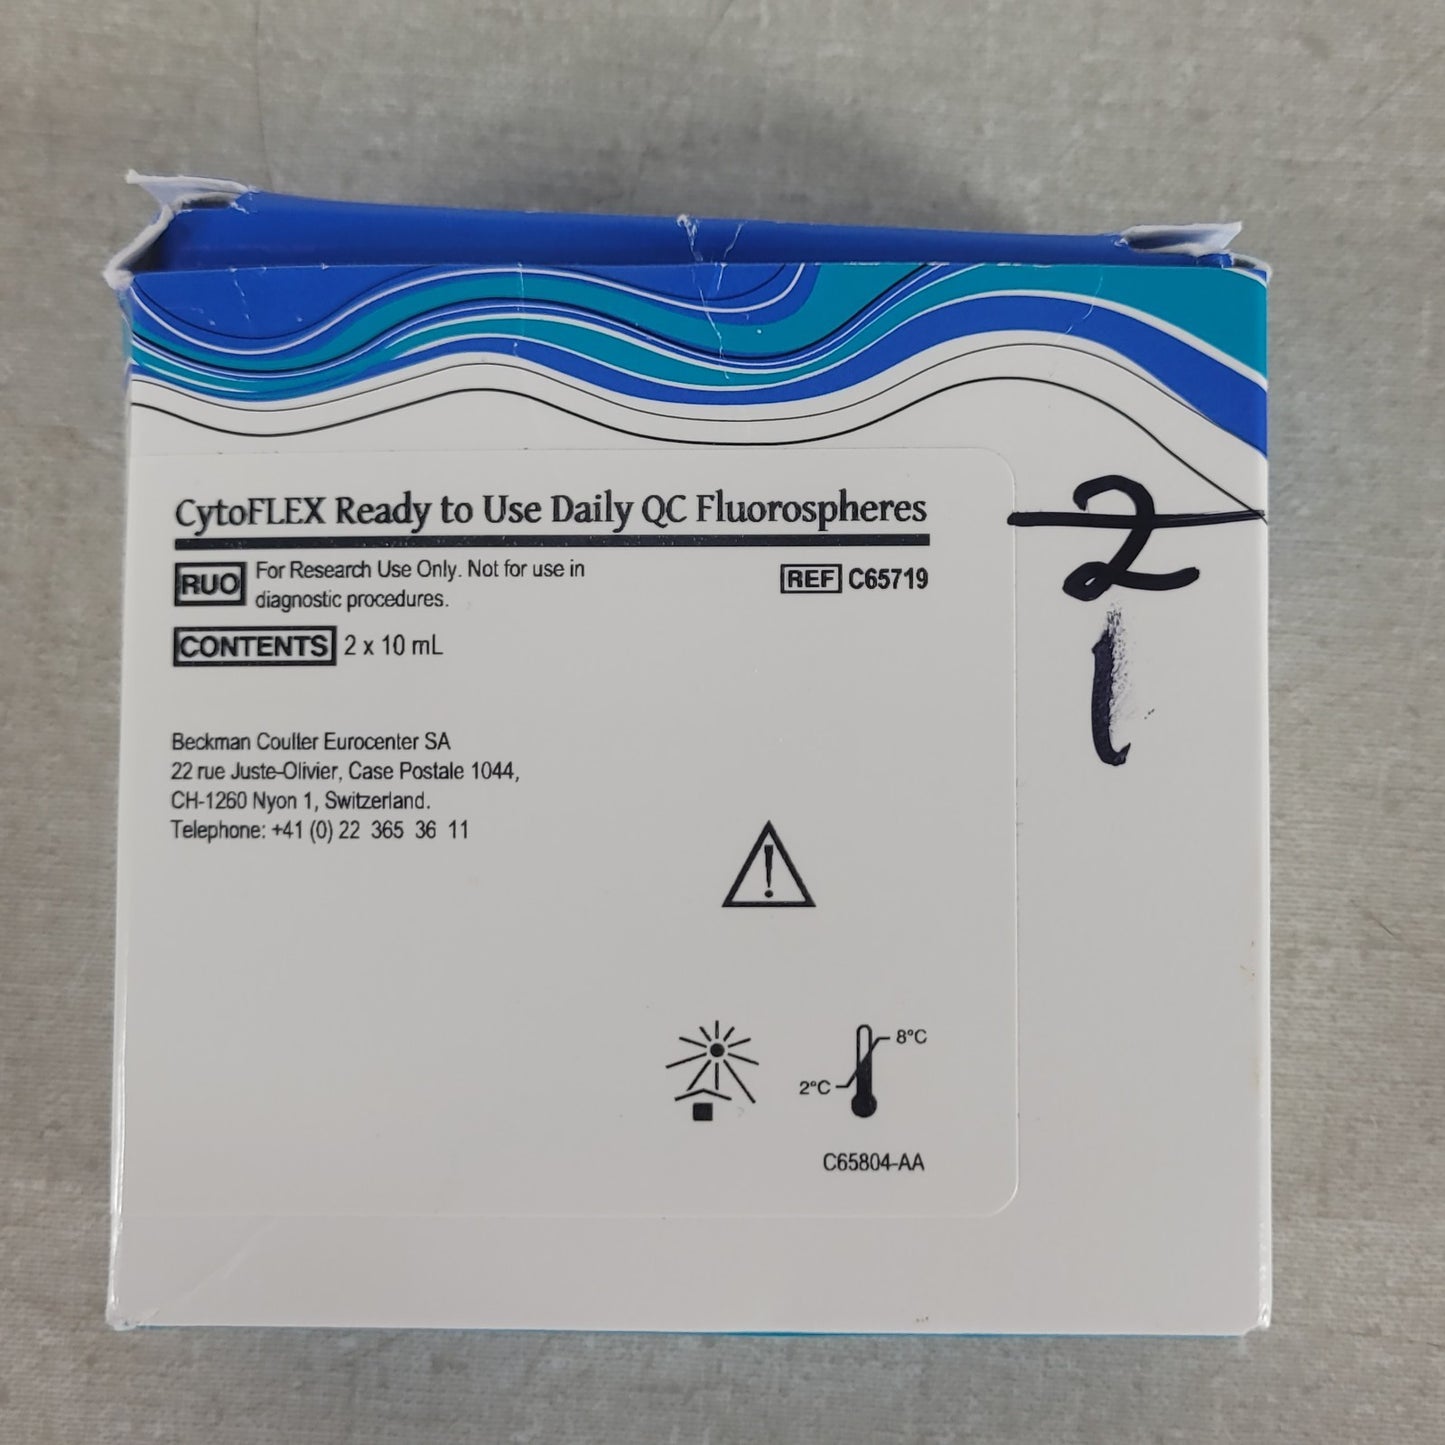 CytoFLEX Ready to Use Daily QC Fluorospheres
RUO For Research Use Only. Not for use in
diagnostic procedures.
REF C65719
CONTENTS 2 x 10 mL
2
1
Beckman Coulter Eurocenter SA
22 rue Juste-Olivier, Case Postale 1044,
CH-1260 Nyon 1, Switzerland.
Telephone: +41 (0) 22 365 36 11
8°C
2°C
C65804-AA